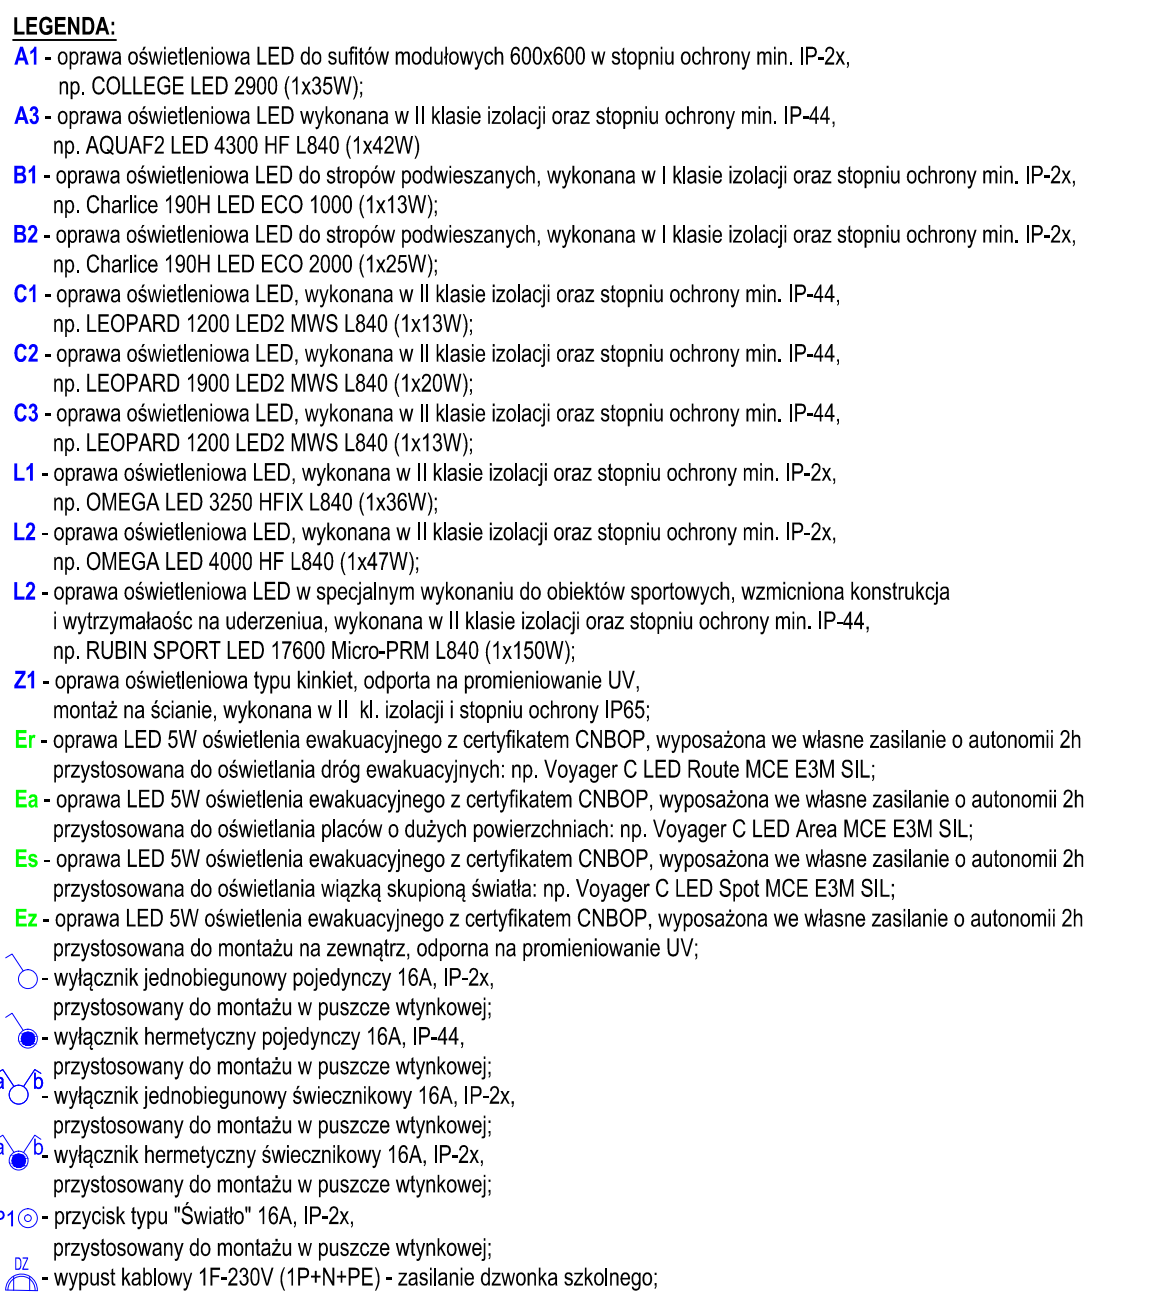 LEGENDA:
A1 - oprawa oświetleniowa LED do sufitów modułowych 600x600 w stopniu ochrony min. IP-2x,
np. COLLEGE LED 2900 (1x35W);
A3 - oprawa oświetleniowa LED wykonana w II klasie izolacji oraz stopniu ochrony min. IP-44,
np. AQUAF2 LED 4300 HF L840 (1x42W)
B1 - oprawa oświetleniowa LED do stropów podwieszanych, wykonana w I klasie izolacji oraz stopniu ochrony min. IP-2x,
np. Charlice 190H LED ECO 1000 (1x13W);
B2 - oprawa oświetleniowa LED do stropów podwieszanych, wykonana w I klasie izolacji oraz stopniu ochrony min. IP-2x,
np. Charlice 190H LED ECO 2000 (1x25W);
C1 - oprawa oświetleniowa LED, wykonana w II klasie izolacji oraz stopniu ochrony min. IP-44,
np. LEOPARD 1200 LED2 MWS L840 (1x13W);
C2 - oprawa oświetleniowa LED, wykonana w II klasie izolacji oraz stopniu ochrony min. IP-44,
np. LEOPARD 1900 LED2 MWS L840 (1x20W);
C3 - oprawa oświetleniowa LED, wykonana w II klasie izolacji oraz stopniu ochrony min. IP-44,
np. LEOPARD 1200 LED2 MWS L840 (1x13W);
L1 - oprawa oświetleniowa LED, wykonana w II klasie izolacji oraz stopniu ochrony min. IP-2x,
np. OMEGA LED 3250 HFIX L840 (1x36W);
L2 - oprawa oświetleniowa LED, wykonana w II klasie izolacji oraz stopniu ochrony min. IP-2x,
np. OMEGA LED 4000 HF L840 (1x47W);
L2 - oprawa oświetleniowa LED w specjalnym wykonaniu do obiektów sportowych, wzmicniona konstrukcja
i wytrzymałaośc na uderzeniua, wykonana w II klasie izolacji oraz stopniu ochrony min. IP-44,
np. RUBIN SPORT LED 17600 Micro-PRM L840 (1x150W);
Z1 - oprawa oświetleniowa typu kinkiet, odporta na promieniowanie UV,
montaż na ścianie, wykonana w II kl. izolacji i stopniu ochrony IP65;
Er - oprawa LED 5W oświetlenia ewakuacyjnego z certyfikatem CNBOP, wyposażona we własne zasilanie o autonomii 2h
przystosowana do oświetlania dróg ewakuacyjnych: np. Voyager C LED Route MCE E3M SIL;
Ea - oprawa LED 5W oświetlenia ewakuacyjnego z certyfikatem CNBOP, wyposażona we własne zasilanie o autonomii 2h
przystosowana do oświetlania placów o dużych powierzchniach: np. Voyager C LED Area MCE E3M SIL;
Es - oprawa LED 5W oświetlenia ewakuacyjnego z certyfikatem CNBOP, wyposażona we własne zasilanie o autonomii 2h
przystosowana do oświetlania wiązką skupioną światła: np. Voyager C LED Spot MCE E3M SIL;
Ez - oprawa LED 5W oświetlenia ewakuacyjnego z certyfikatem CNBOP, wyposażona we własne zasilanie o autonomii 2h
przystosowana do montażu na zewnątrz, odporna na promieniowanie UV;
- wyłącznik jednobiegunowy pojedynczy 16A, IP-2x,
przystosowany do montażu w puszcze wtynkowej;
- wyłącznik hermetyczny pojedynczy 16A, IP-44,
przystosowany do montażu w puszcze wtynkowej;
a b - wyłącznik jednobiegunowy świecznikowy 16A, IP-2x,
przystosowany do montażu w puszcze wtynkowej;
a b - wyłącznik hermetyczny świecznikowy 16A, IP-2x,
przystosowany do montażu w puszcze wtynkowej;
P1 - przycisk typu "Światło" 16A, IP-2x,
przystosowany do montażu w puszcze wtynkowej;
DZ - wypust kablowy 1F-230V (1P+N+PE) - zasilanie dzwonka szkolnego;